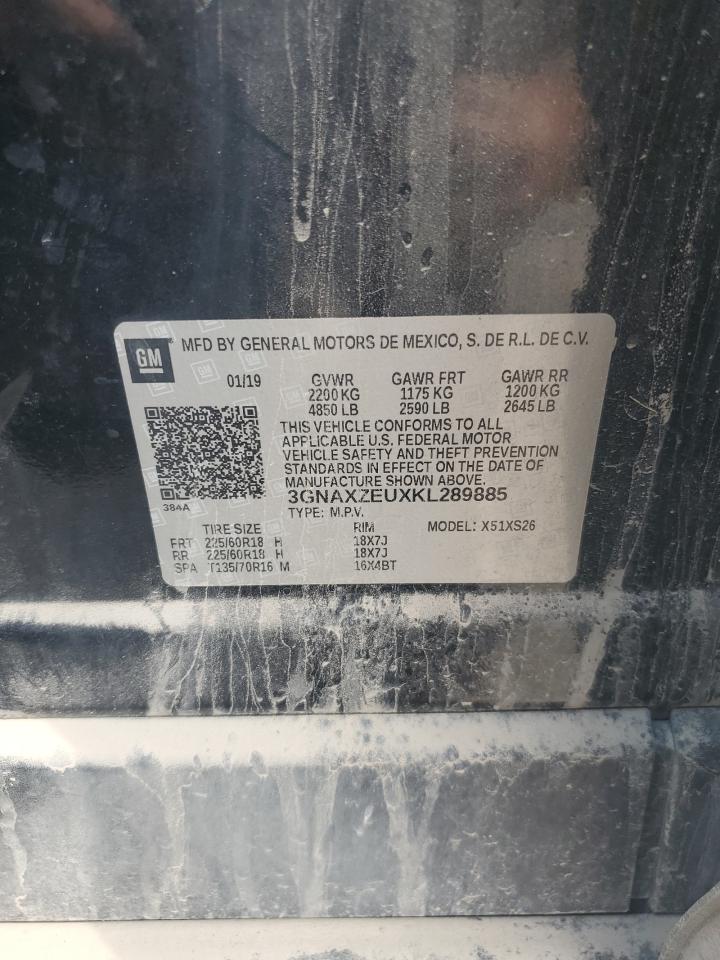 GM
MFD BY GENERAL MOTORS DE MEXICO, S. DE R.L. DE C.V.
01/19 GVWR GAWR FRT GAWR RR
2200 KG 1175 KG 1200 KG
4850 LB 2590 LB 2645 LB
THIS VEHICLE CONFORMS TO ALL
APPLICABLE U.S. FEDERAL MOTOR
VEHICLE SAFETY AND THEFT PREVENTION
STANDARDS IN EFFECT ON THE DATE OF
MANUFACTURE SHOWN ABOVE.
3GNAXZEUXKL289885
384A
TYPE: M.P.V.
TIRE SIZE RIM MODEL: X51XS26
FRT 225/60R18 H 18X7J
RR 225/60R18 H 18X7J
SPA T135/70R16 M 16X4BT